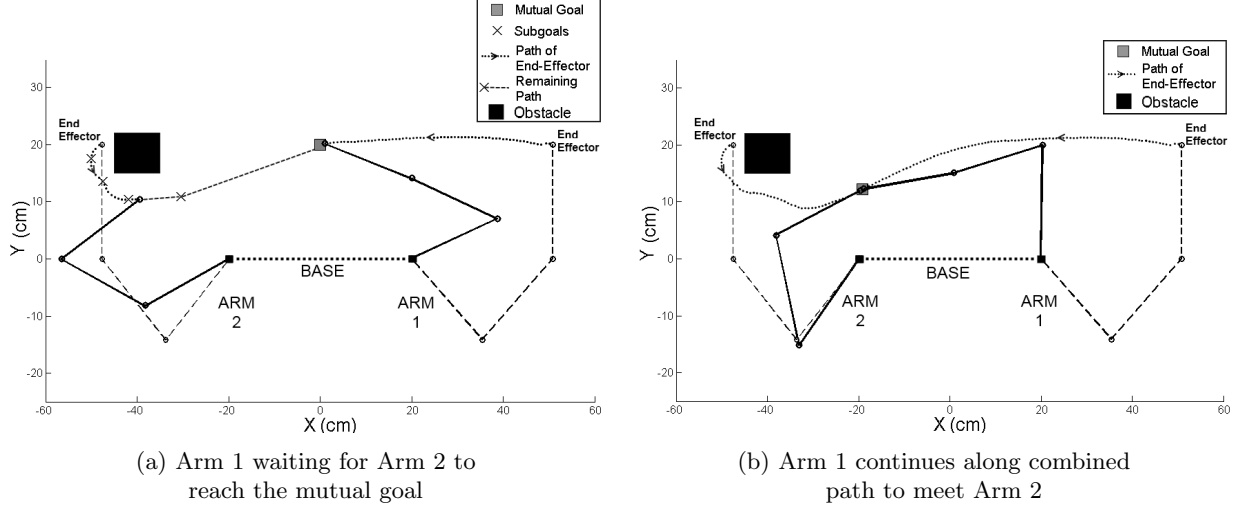 Mutual Goal
Subgoals
Path of
End-Effector
Remaining
Path
Obstacle
End
Effector
End
Effector
BASE
ARM
2
ARM
1
30
20
10
0
-10
-20
Y (cm)
-60
-40
-20
0
20
40
60
X (cm)
(a) Arm 1 waiting for Arm 2 to
reach the mutual goal
Mutual Goal
Path of
End-Effector
Obstacle
End
Effector
End
Effector
BASE
ARM
2
ARM
1
30
20
10
0
-10
-20
Y (cm)
-60
-40
-20
0
20
40
60
X (cm)
(b) Arm 1 continues along combined
path to meet Arm 2